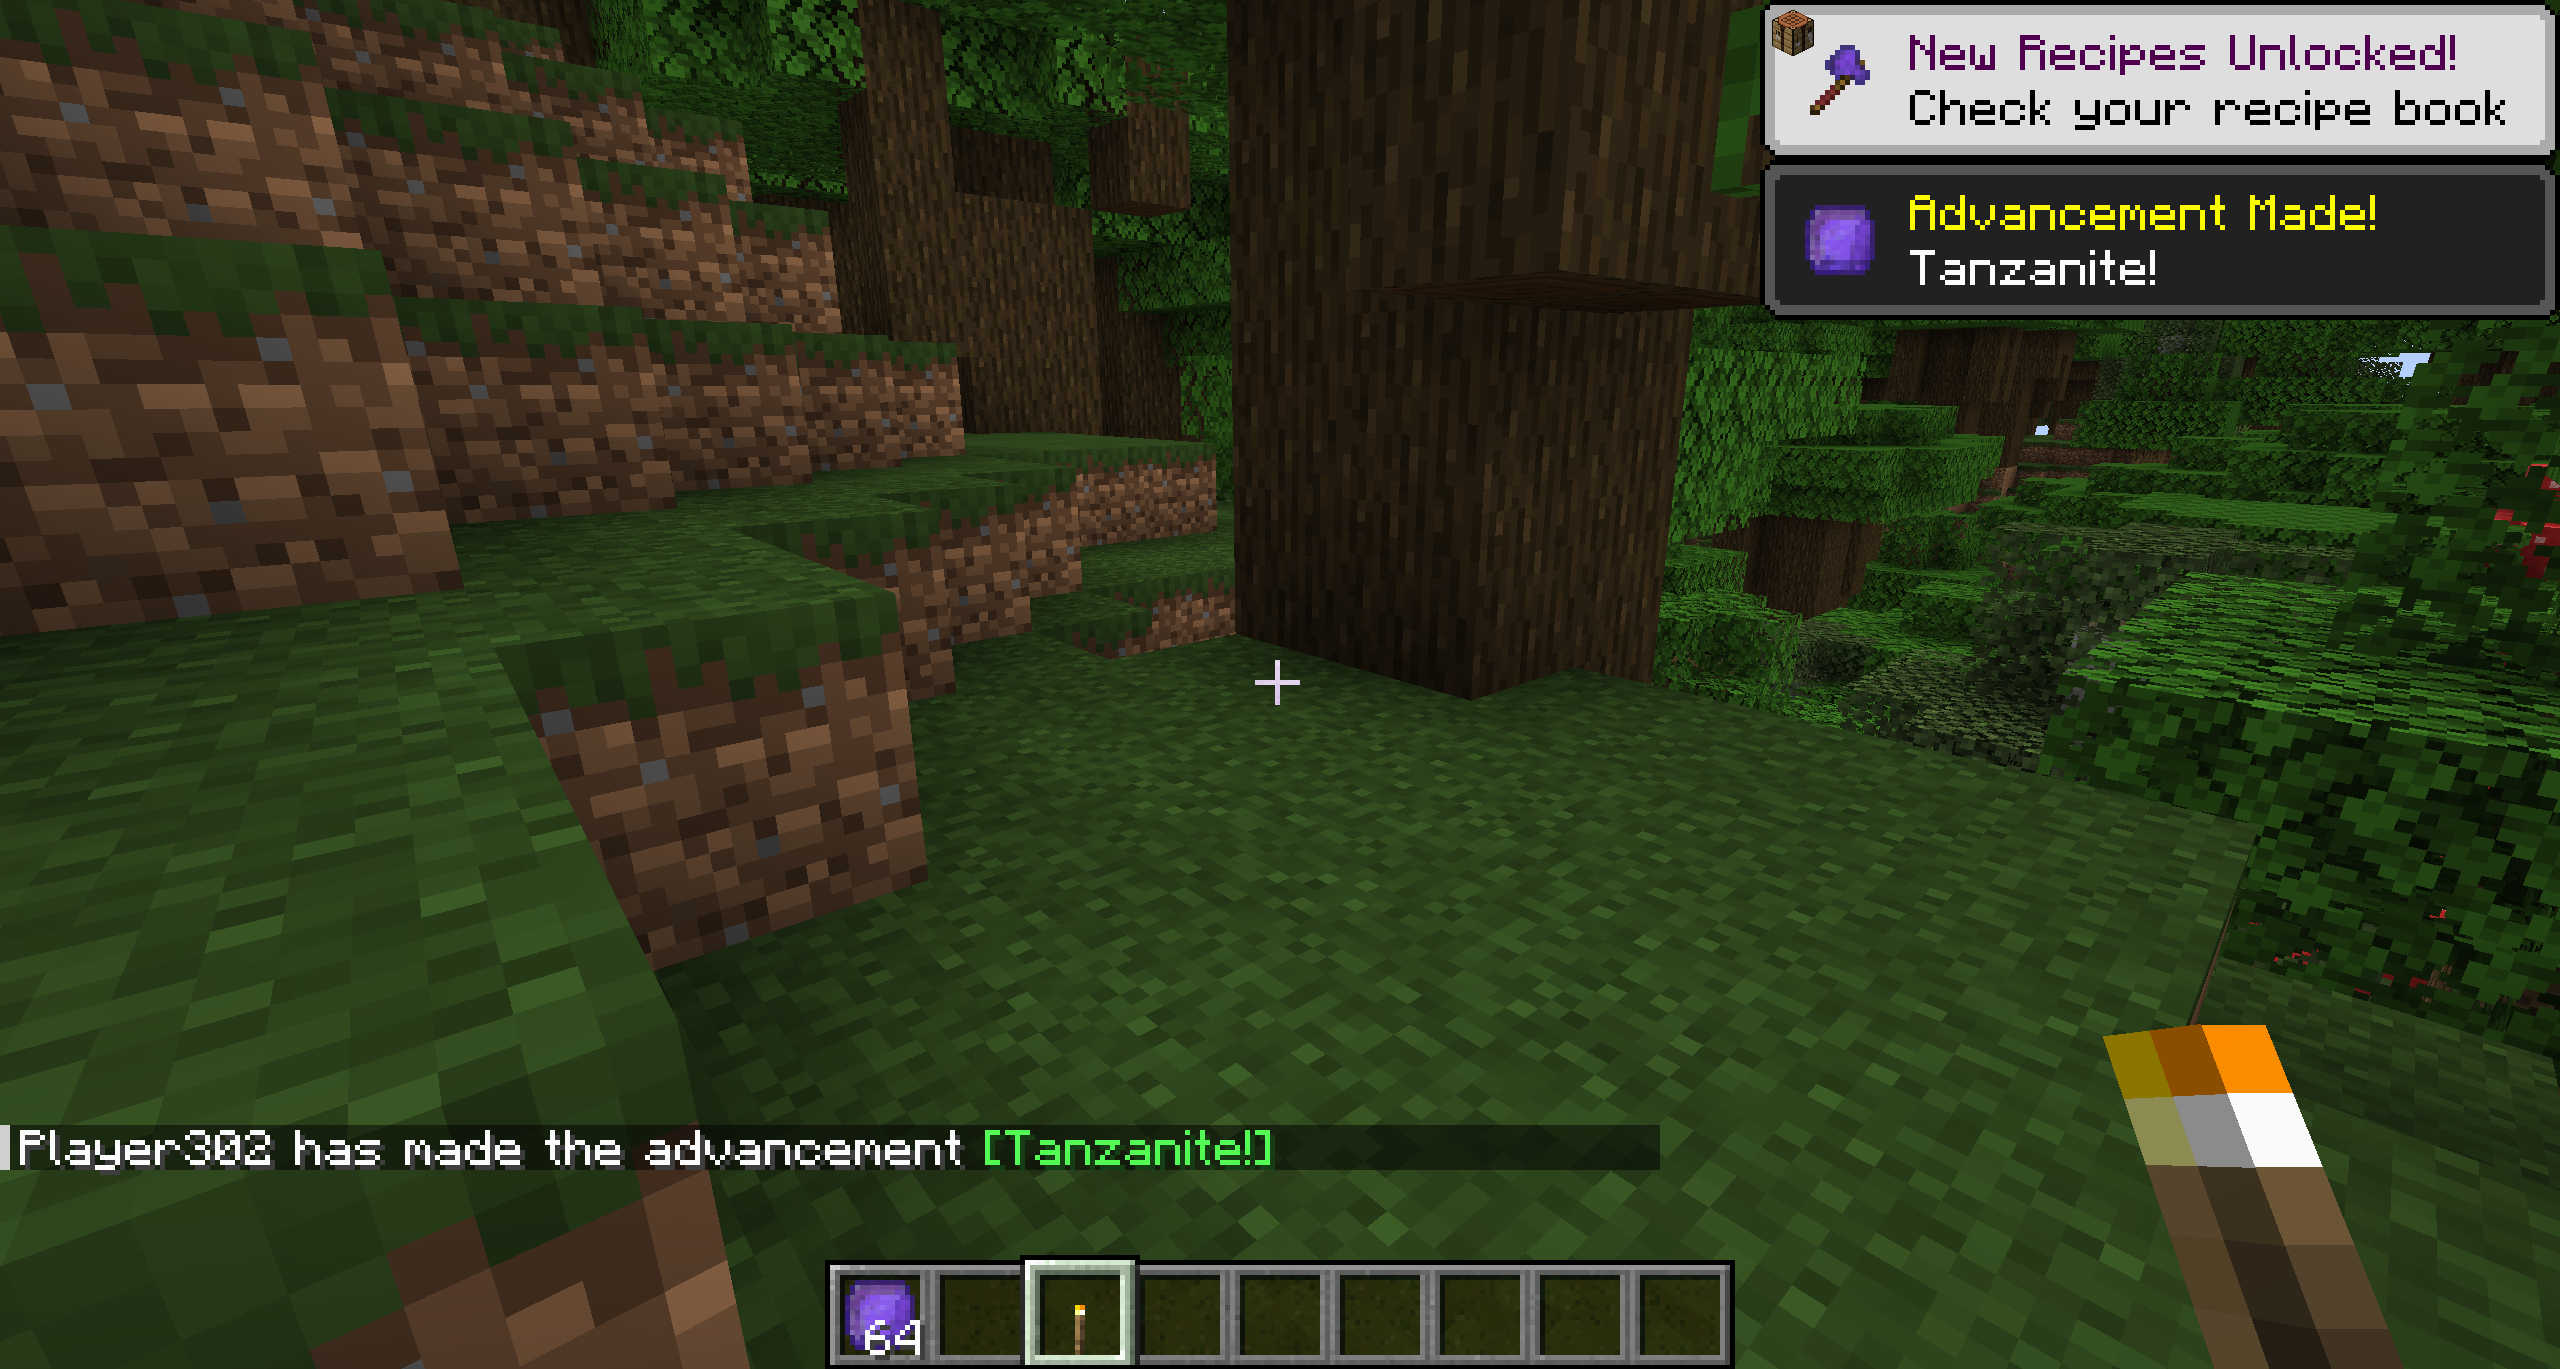 New Recipes Unlocked!
Check your recipe book
Advancement Made!
Tanzanite!
Player302 has made the advancement [Tanzanite!]
64